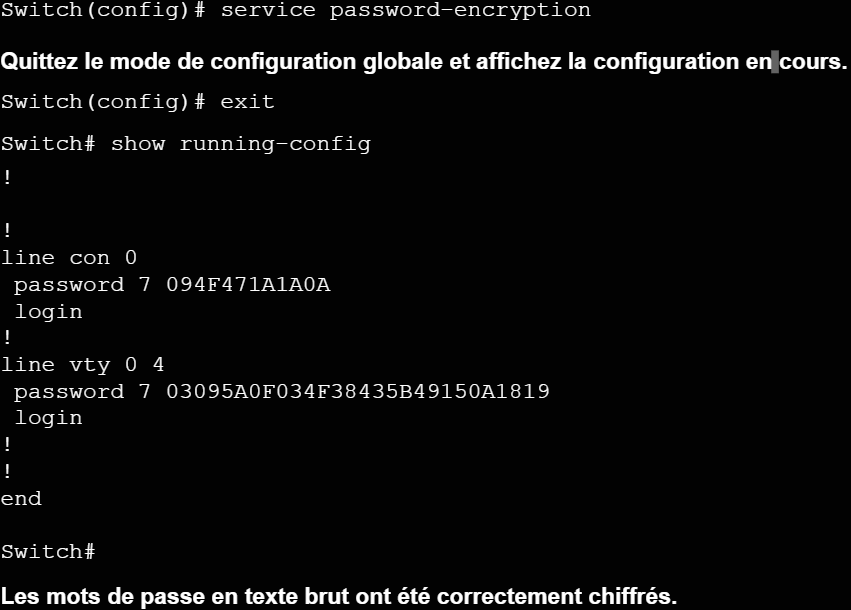 Switch(config)# service password-encryption
Quittez le mode de configuration globale et affichez la configuration en cours.
Switch(config)# exit
Switch# show running-config
!
!
line con 0
password 7 094F471A1A0A
login
!
line vty 0 4
password 7 03095A0F034F38435B49150A1819
login
!
!
end
Switch#
Les mots de passe en texte brut ont été correctement chiffrés.